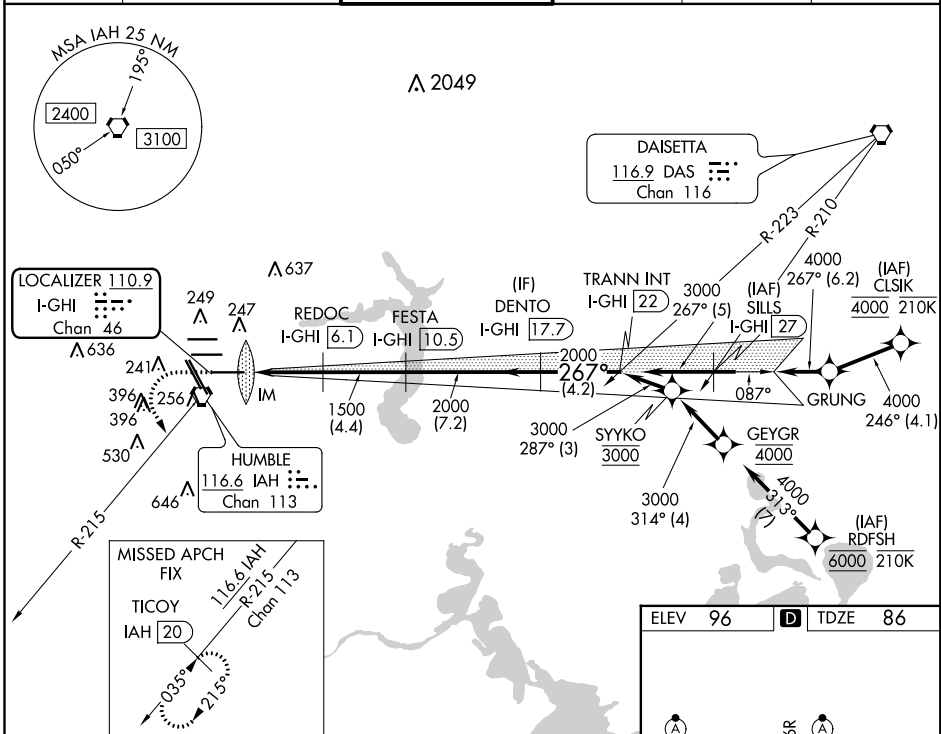 MSA IAH 25 NM
195°
2400
3100
050°
2049
DAISETTA
116.9 DAS
Chan 116
R-223
R-210
LOCALIZER 110.9
I-GHI
Chan 46
637
249
247
636
241
396
396
256
530
646
IM
REDOC
I-GHI 6.1
FESTA
I-GHI 10.5
(IF)
DENTO
I-GHI 17.7
TRANN INT
I-GHI 22
3000
267° (5)
(IAF)
SILLS
I-GHI 27
4000
267° (6.2)
(IAF)
CLSIK
4000 210K
2000
267°
(4.2)
087°
GRUNG
4000
246° (4.1)
1500
(4.4)
2000
(7.2)
3000
287° (3)
SYYKO
3000
GEYGR
4000
3000
314° (4)
4000
313°
(7)
(IAF)
RDFSH
6000 210K
HUMBLE
116.6 IAH
Chan 113
R-215
MISSED APCH
FIX
TICOY
IAH 20
116.6 IAH
R-215
Chan 113
035°
215°
ELEV 96
D
TDZE 86
A
A